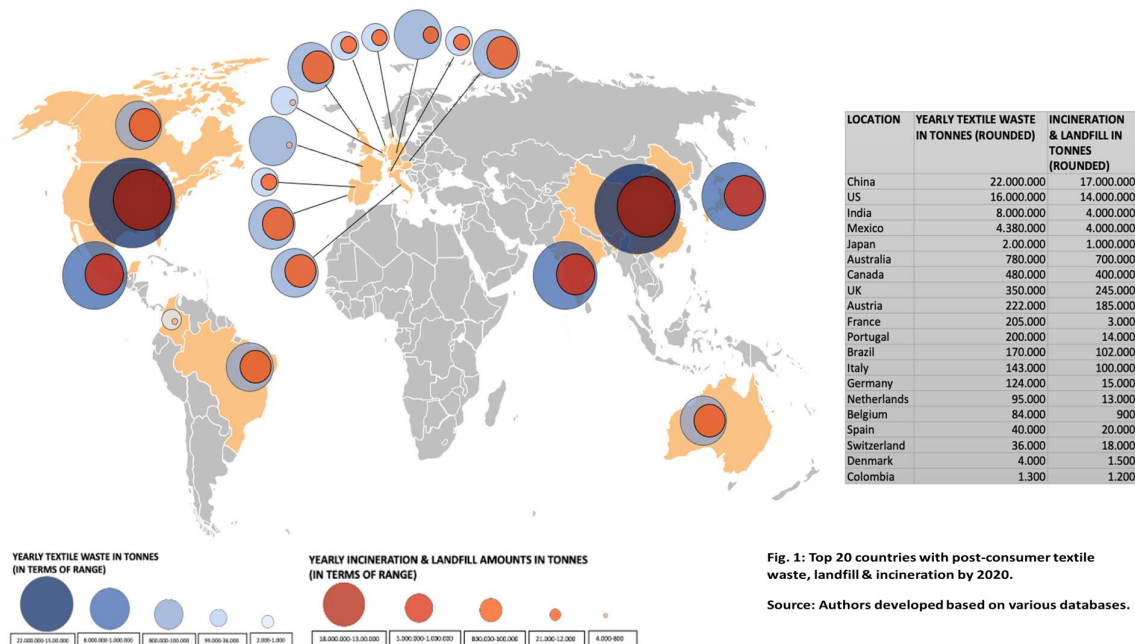 LOCATION YEARLY TEXTILE WASTE IN TONNES (ROUNDED) INCINERATION & LANDFILL IN TONNES (ROUNDED)
China 22.000.000 17.000.000
US 16.000.000 14.000.000
India 8.000.000 4.000.000
Mexico 4.380.000 4.000.000
Japan 2.00.000 1.000.000
Australia 780.000 700.000
Canada 480.000 400.000
UK 350.000 245.000
Austria 222.000 185.000
France 205.000 3.000
Portugal 200.000 14.000
Brazil 170.000 102.000
Italy 143.000 100.000
Germany 124.000 15.000
Netherlands 95.000 13.000
Belgium 84.000 900
Spain 40.000 20.000
Switzerland 36.000 18.000
Denmark 4.000 1.500
Colombia 1.300 1.200
YEARLY TEXTILE WASTE IN TONNES
(IN TERMS OF RANGE)
22.000.000-15.00.000 8.000.000-1.000.000 800.000-100.000 99.000-36.000 2.000-1.000
YEARLY INCINERATION & LANDFILL AMOUNTS IN TONNES
(IN TERMS OF RANGE)
18.000.000-13.00.000 5.000.000-1.000.000 800.000-100.000 21.000-12.000 4.000-800
Fig. 1: Top 20 countries with post-consumer textile
waste, landfill & incineration by 2020.
Source: Authors developed based on various databases.